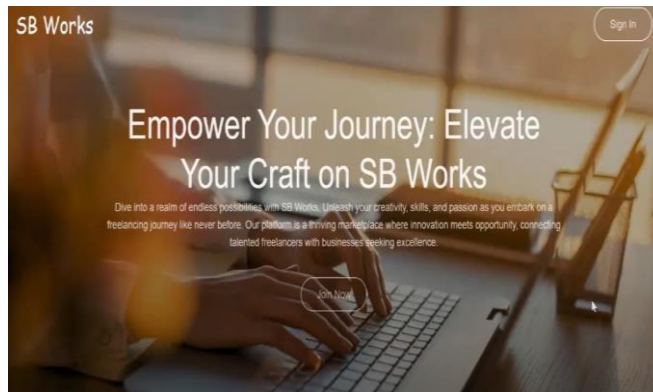 SB Works
Sign In
Empower Your Journey: Elevate
Your Craft on SB Works
Dive into a realm of endless possibilities with SB Works. Unleash your creativity, skills, and passion as you embark on a
freelancing journey like never before. Our platform is a thriving marketplace where innovation meets opportunity, connecting
talented freelancers with businesses seeking excellence.
Join Now!